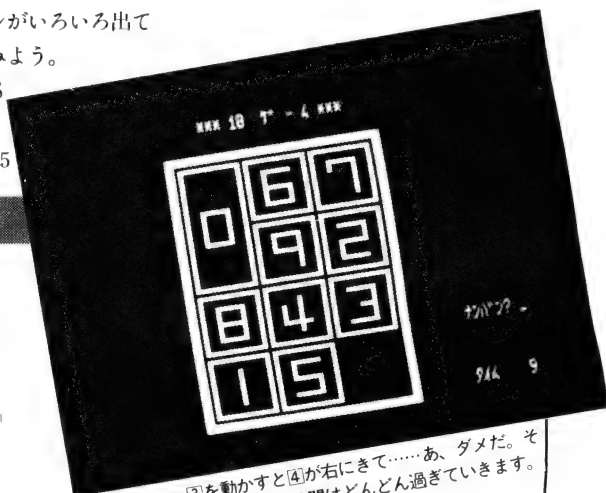 ンがいろいろ出て
みよう。
5
*** 10 ゲーム ***
6 7
0
9 2
8 4 3
1 5
ナンバン? _
タイム 9
3を動かすと4が右にきて……あ、ダメだ。そ
間はどんどん過ぎていきます。